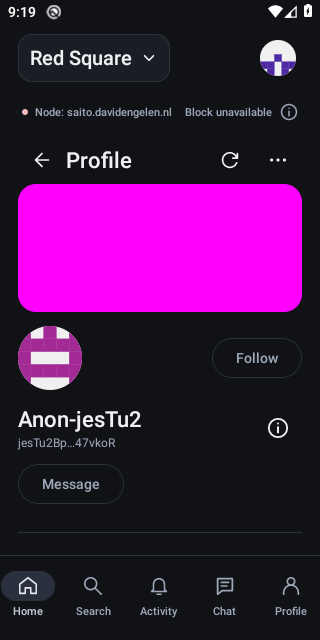 9:19
Red Square
Node: saito.davidengelen.nl Block unavailable
Profile
Follow
Anon-jesTu2
jesTu2Bp…47vkoR
Message
Home Search Activity Chat Profile